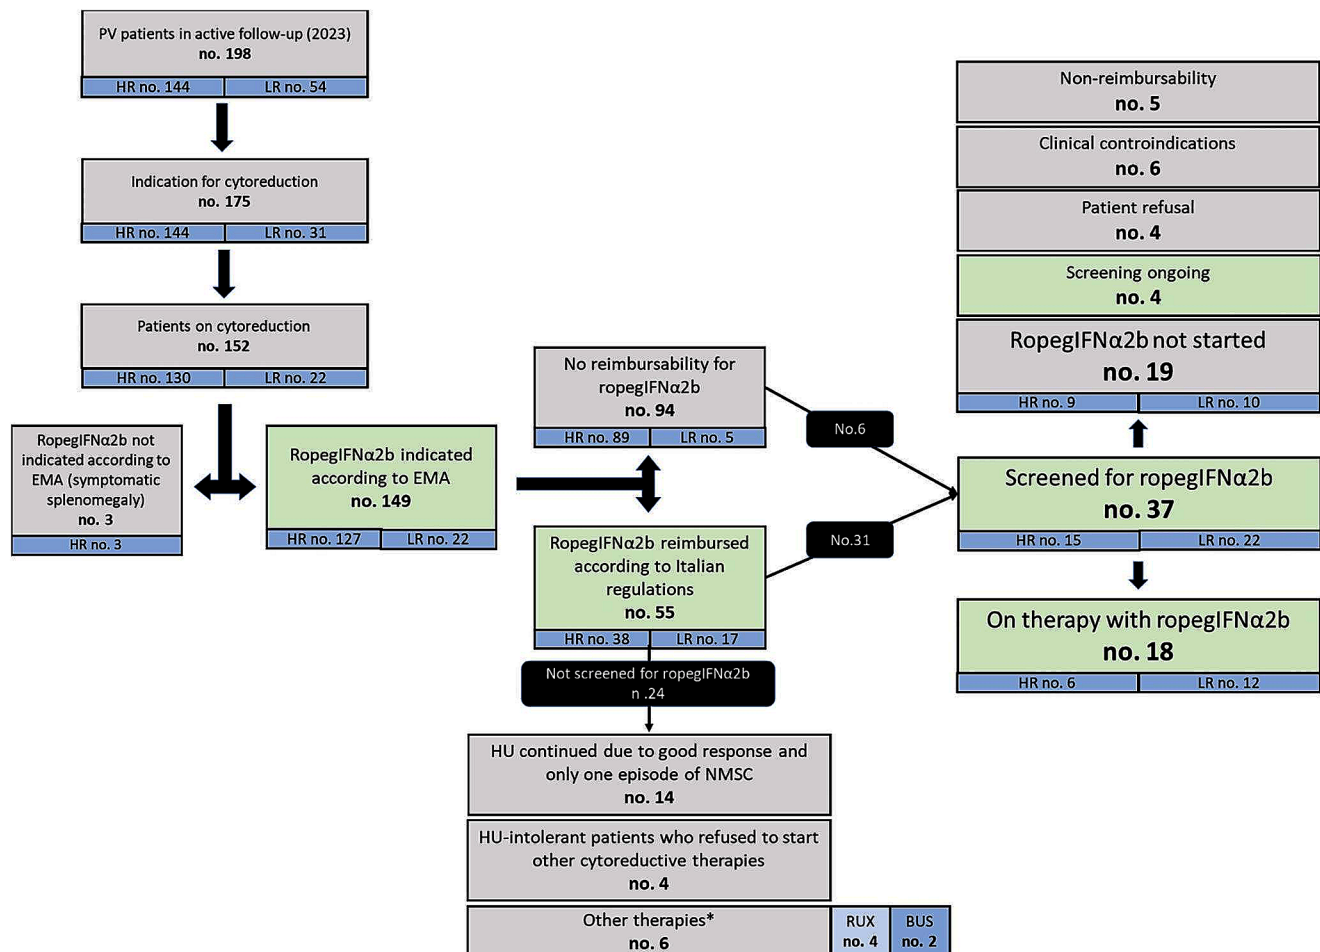 PV patients in active follow-up (2023)
no. 198
HR no. 144
LR no. 54
Indication for cytoreduction
no. 175
HR no. 144
LR no. 31
Patients on cytoreduction
no. 152
HR no. 130
LR no. 22
RopegIFNα2b not
indicated according to
EMA (symptomatic
splenomegaly)
no. 3
HR no. 3
RopegIFNα2b indicated
according to EMA
no. 149
HR no. 127
LR no. 22
No reimbursability for
ropegIFNα2b
no. 94
HR no. 89
LR no. 5
RopegIFNα2b reimbursed
according to Italian
regulations
no. 55
HR no. 38
LR no. 17
Not screened for ropegIFNα2b
n .24
HU continued due to good response and
only one episode of NMSC
no. 14
HU-intolerant patients who refused to start
other cytoreductive therapies
no. 4
Other therapies*
no. 6
RUX
no. 4
BUS
no. 2
No.6
No.31
Non-reimbursability
no. 5
Clinical controindications
no. 6
Patient refusal
no. 4
Screening ongoing
no. 4
RopegIFNα2b not started
no. 19
HR no. 9
LR no. 10
Screened for ropegIFNα2b
no. 37
HR no. 15
LR no. 22
On therapy with ropegIFNα2b
no. 18
HR no. 6
LR no. 12